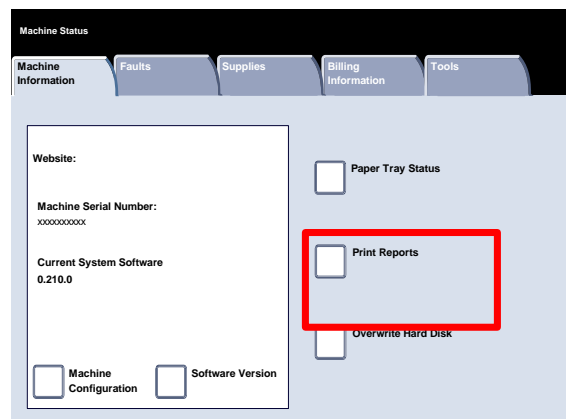 Machine Status
Machine
Information
Faults
Supplies
Billing
Information
Tools
Website:
Machine Serial Number:
xxxxxxxxx
Current System Software
0.210.0
Machine
Configuration
Software Version
Paper Tray Status
Print Reports
Overwrite Hard Disk